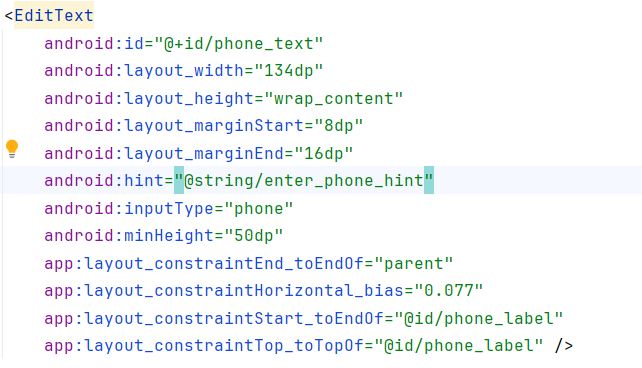 <EditText
android:id="@+id/phone_text"
android:layout_width="134dp"
android:layout_height="wrap_content"
android:layout_marginStart="8dp"
android:layout_marginEnd="16dp"
android:hint="@string/enter_phone_hint"
android:inputType="phone"
android:minHeight="50dp"
app:layout_constraintEnd_toEndOf="parent"
app:layout_constraintHorizontal_bias="0.077"
app:layout_constraintStart_toEndOf="@id/phone_label"
app:layout_constraintTop_toTopOf="@id/phone_label" />